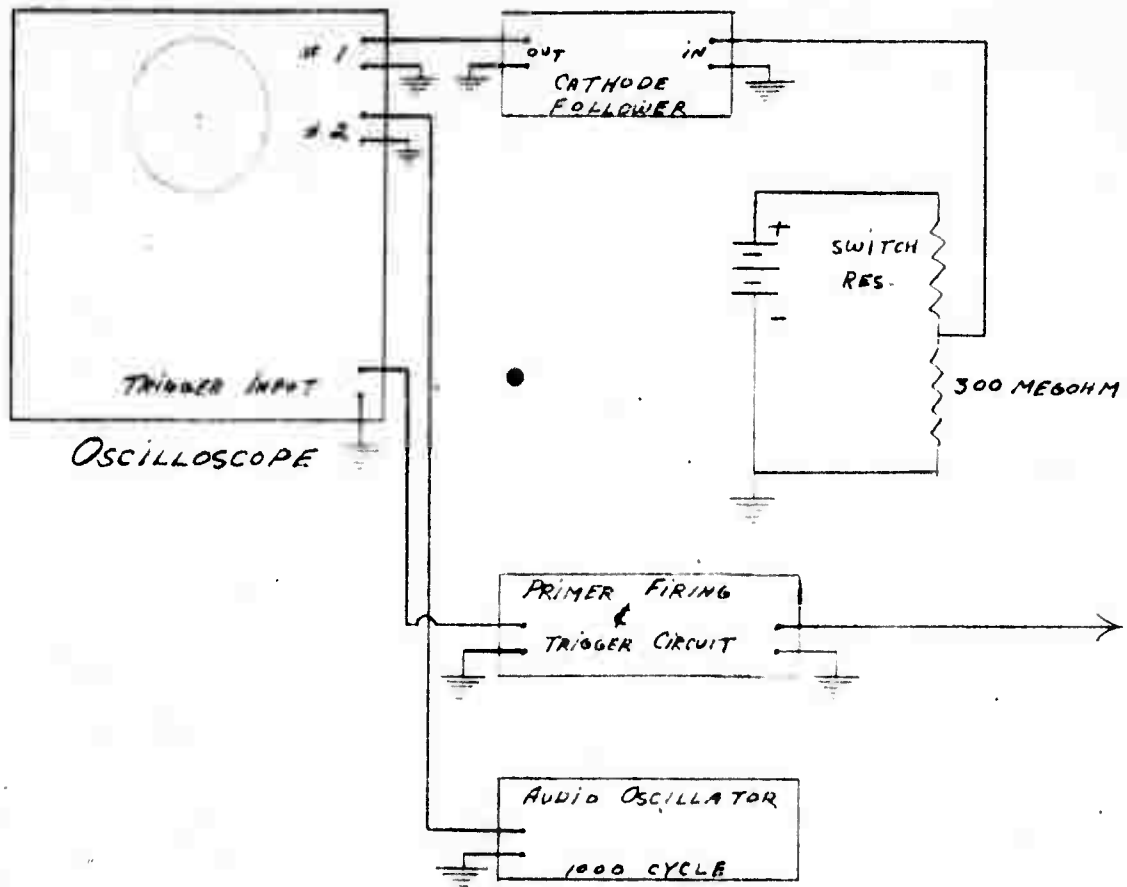 # 1
# 2
TRIGGER INPUT
OSCILLOSCOPE
OUT
IN
CATHODE
FOLLOWER
+
SWITCH
RES.
-
300 MEGOHM
PRIMER FIRING
&
TRIGGER CIRCUIT
AUDIO OSCILLATOR
1000 CYCLE